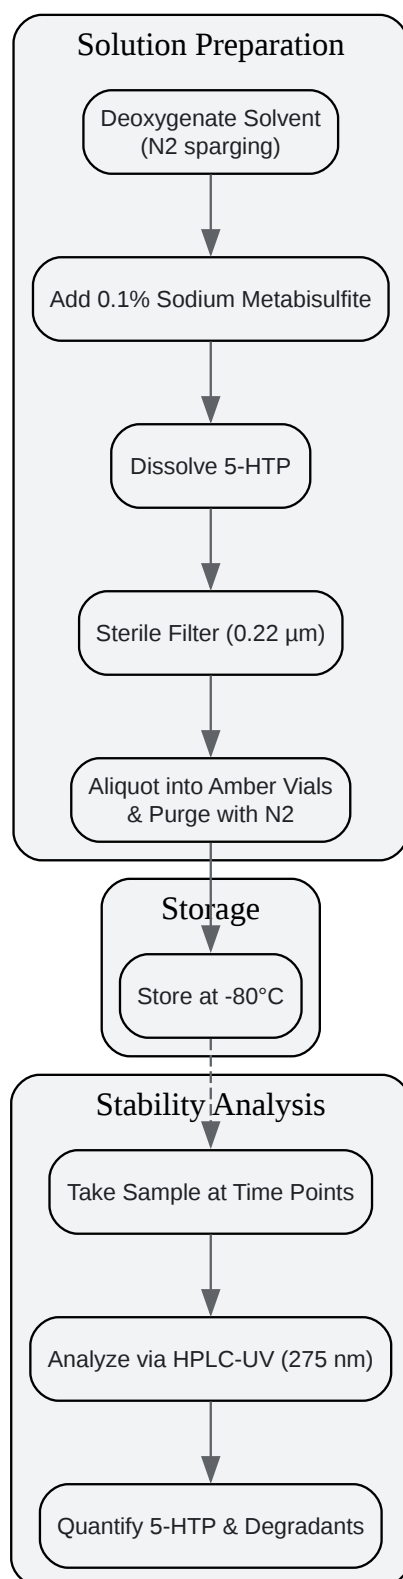 Solution Preparation
Deoxygenate Solvent
(N2 sparging)
Add 0.1% Sodium Metabisulfite
Dissolve 5-HTP
Sterile Filter (0.22 µm)
Aliquot into Amber Vials
& Purge with N2
Storage
Store at -80°C
Stability Analysis
Take Sample at Time Points
Analyze via HPLC-UV (275 nm)
Quantify 5-HTP & Degradants